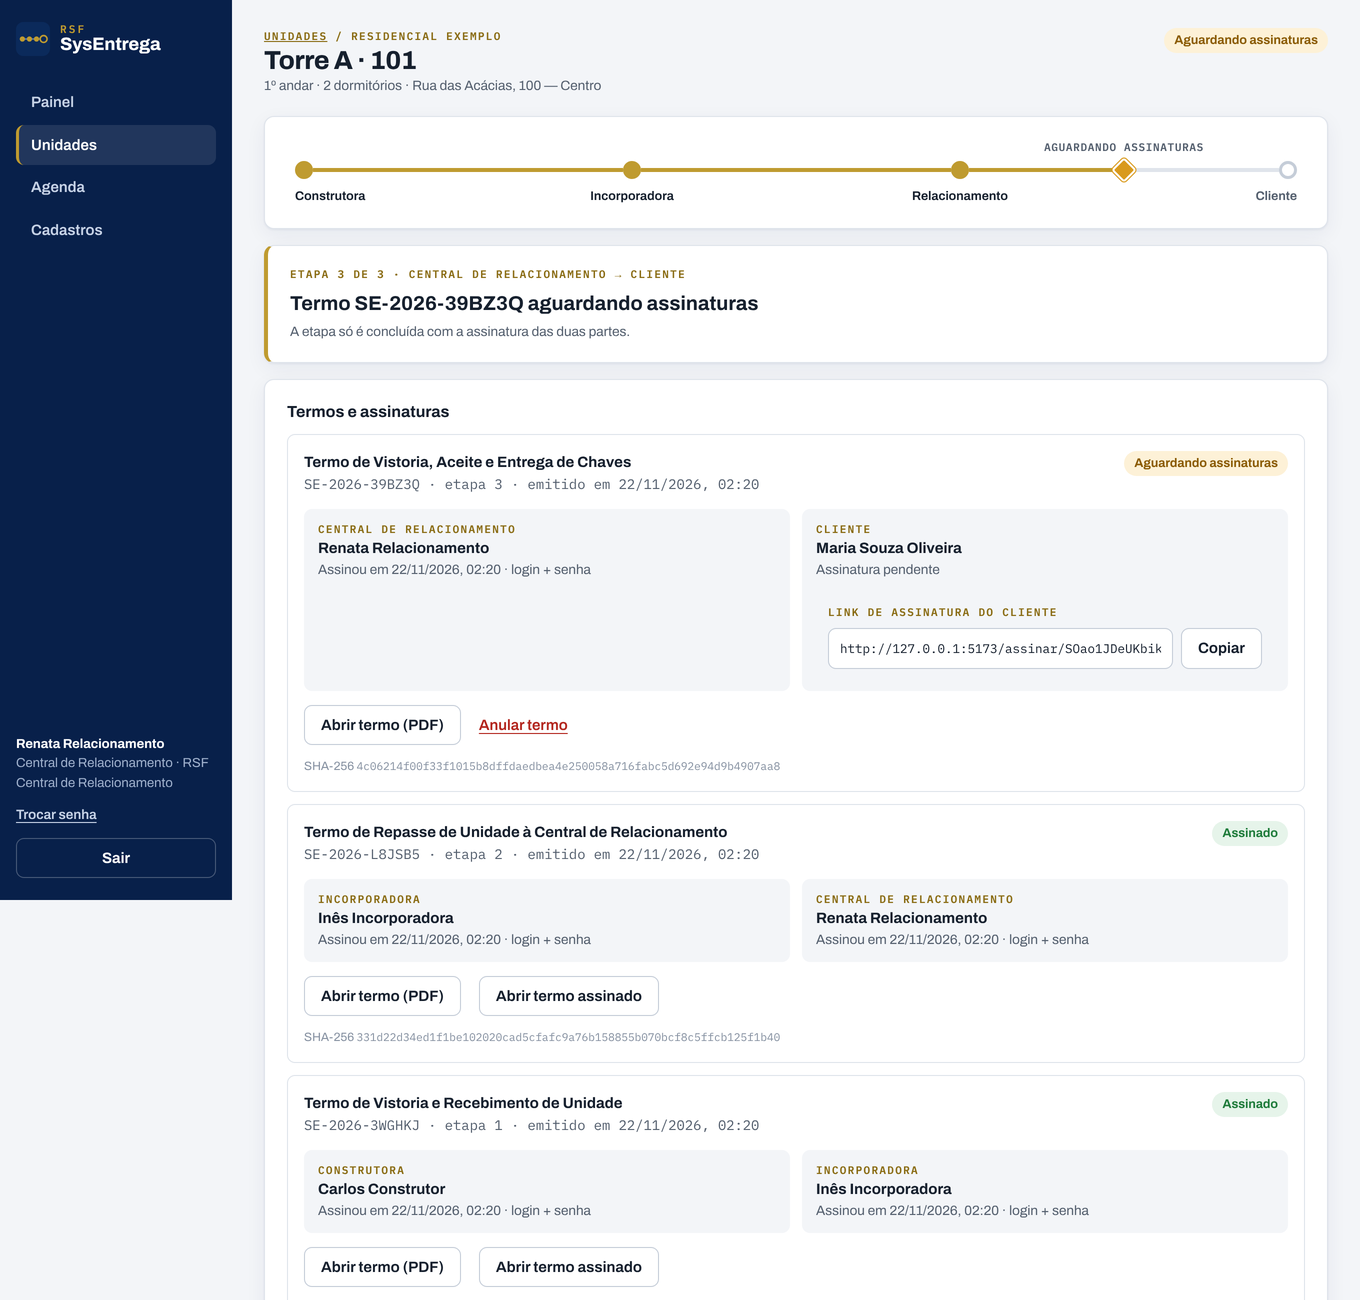 RSF
SysEntrega
Painel
Unidades
Agenda
Cadastros
Renata Relacionamento
Central de Relacionamento · RSF
Central de Relacionamento
Trocar senha
Sair
UNIDADES / RESIDENCIAL EXEMPLO
Torre A · 101
1º andar · 2 dormitórios · Rua das Acácias, 100 — Centro
Aguardando assinaturas
AGUARDANDO ASSINATURAS
Construtora
Incorporadora
Relacionamento
Cliente
ETAPA 3 DE 3 · CENTRAL DE RELACIONAMENTO → CLIENTE
Termo SE-2026-39BZ3Q aguardando assinaturas
A etapa só é concluída com a assinatura das duas partes.
Termos e assinaturas
Termo de Vistoria, Aceite e Entrega de Chaves
Aguardando assinaturas
SE-2026-39BZ3Q · etapa 3 · emitido em 22/11/2026, 02:20
CENTRAL DE RELACIONAMENTO
Renata Relacionamento
Assinou em 22/11/2026, 02:20 · login + senha
CLIENTE
Maria Souza Oliveira
Assinatura pendente
LINK DE ASSINATURA DO CLIENTE
http://127.0.0.1:5173/assinar/SOao1JDeUKbik
Copiar
Abrir termo (PDF)
Anular termo
SHA-256 4c06214f00f33f1015b8dffdaedbea4e250058a716fabc5d692e94d9b4907aa8
Termo de Repasse de Unidade à Central de Relacionamento
Assinado
SE-2026-L8JSB5 · etapa 2 · emitido em 22/11/2026, 02:20
INCORPORADORA
Inês Incorporadora
Assinou em 22/11/2026, 02:20 · login + senha
CENTRAL DE RELACIONAMENTO
Renata Relacionamento
Assinou em 22/11/2026, 02:20 · login + senha
Abrir termo (PDF)
Abrir termo assinado
SHA-256 331d22d34ed1f1be102020cad5cfafc9a76b158855b070bcf8c5ffcb125f1b40
Termo de Vistoria e Recebimento de Unidade
Assinado
SE-2026-3WGHKJ · etapa 1 · emitido em 22/11/2026, 02:20
CONSTRUTORA
Carlos Construtor
Assinou em 22/11/2026, 02:20 · login + senha
INCORPORADORA
Inês Incorporadora
Assinou em 22/11/2026, 02:20 · login + senha
Abrir termo (PDF)
Abrir termo assinado